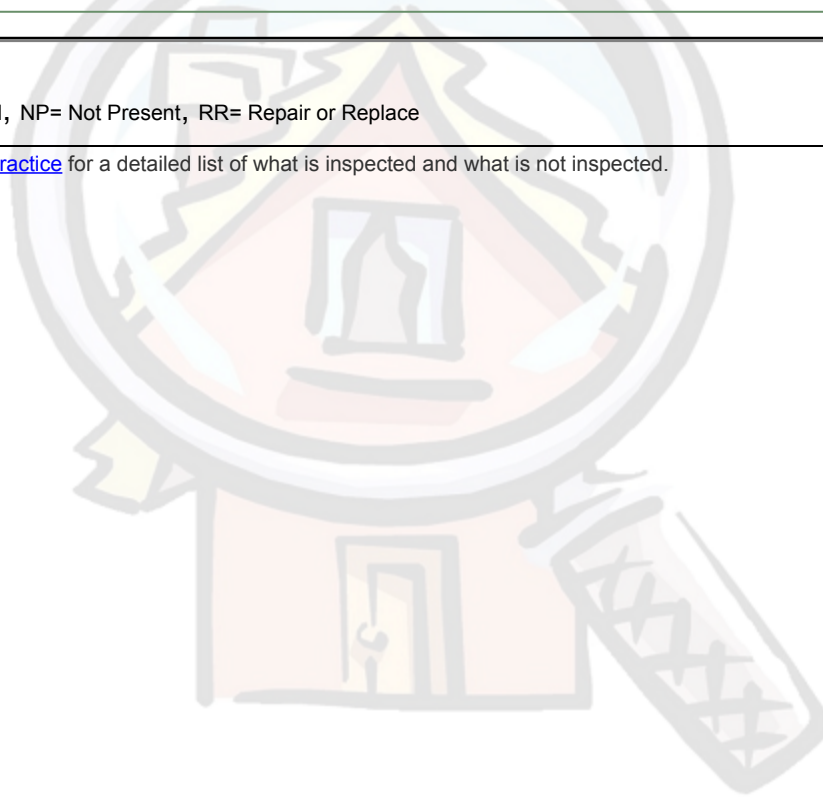 , NP= Not Present, RR= Repair or Replace
ractice for a detailed list of what is inspected and what is not inspected.